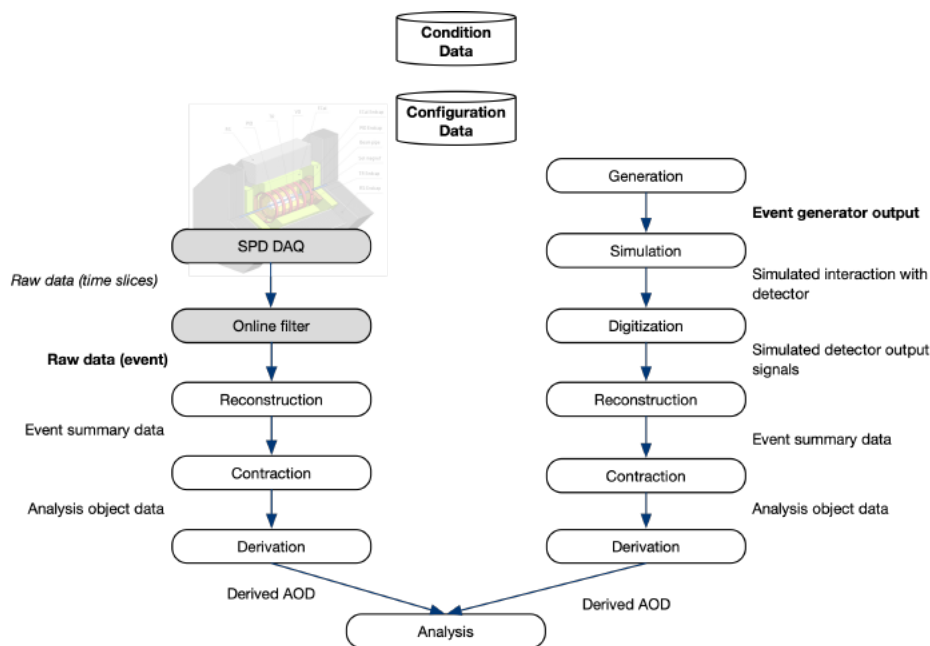 Condition
Data
Configuration
Data
Generation
Event generator output
SPD DAQ
Simulation
Raw data (time slices)
Simulated interaction with
detector
Online filter
Digitization
Raw data (event)
Simulated detector output
signals
Reconstruction
Reconstruction
Event summary data
Event summary data
Contraction
Contraction
Analysis object data
Analysis object data
Derivation
Derivation
Derived AOD
Derived AOD
Analysis